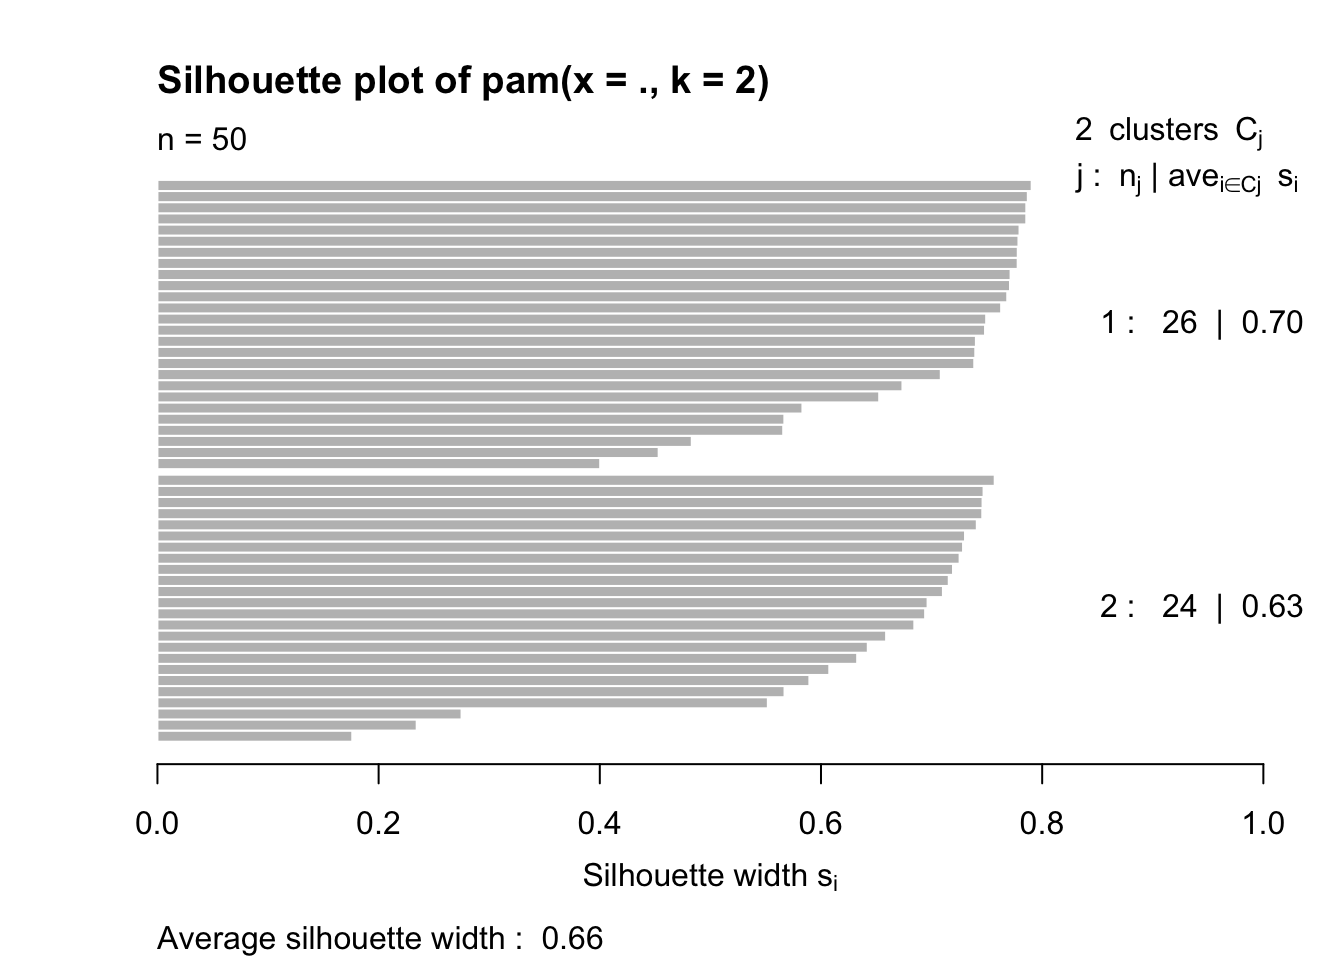 Silhouette plot of pam(x = ., k = 2)
n = 50
2 clusters Cj
j : nj | avei∈Cj si
1 : 26 | 0.70
2 : 24 | 0.63
0.0 0.2 0.4 0.6 0.8 1.0
Silhouette width si
Average silhouette width : 0.66